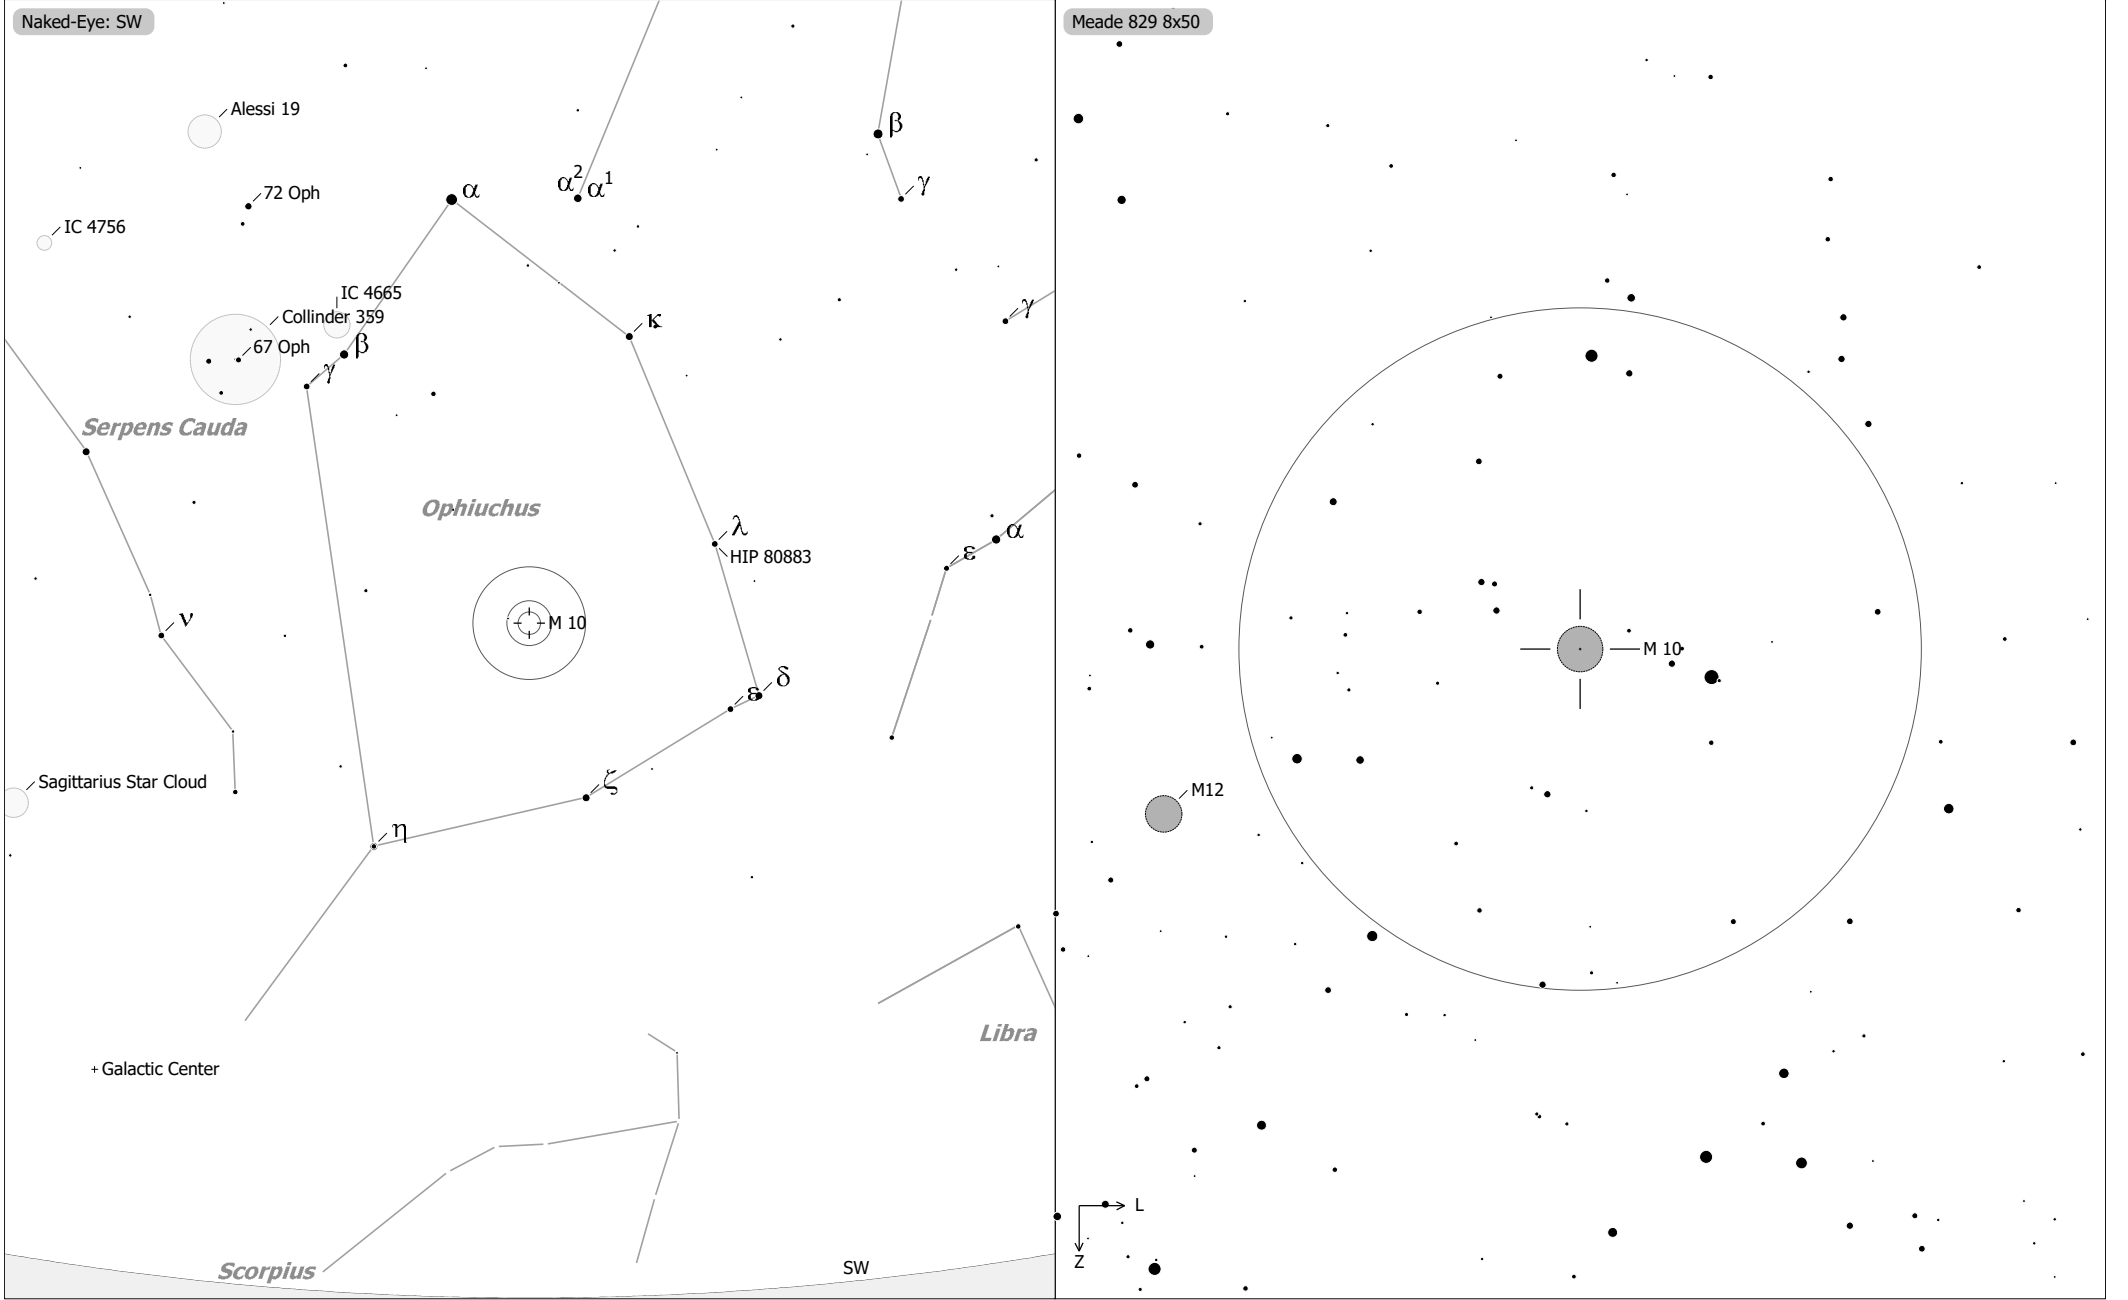 Naked-Eye: SW
Alessi 19
72 Oph
IC 4756
α
α² α¹
β
γ
IC 4665
Collinder 359
67 Oph
β
γ
κ
γ
Serpens Cauda
Ophiuchus
λ
HIP 80883
α
ε
ν
M 10
δ
ε
Sagittarius Star Cloud
ζ
η
Libra
Galactic Center
Scorpius
SW
Meade 829 8x50
M 10
M12
L
Z